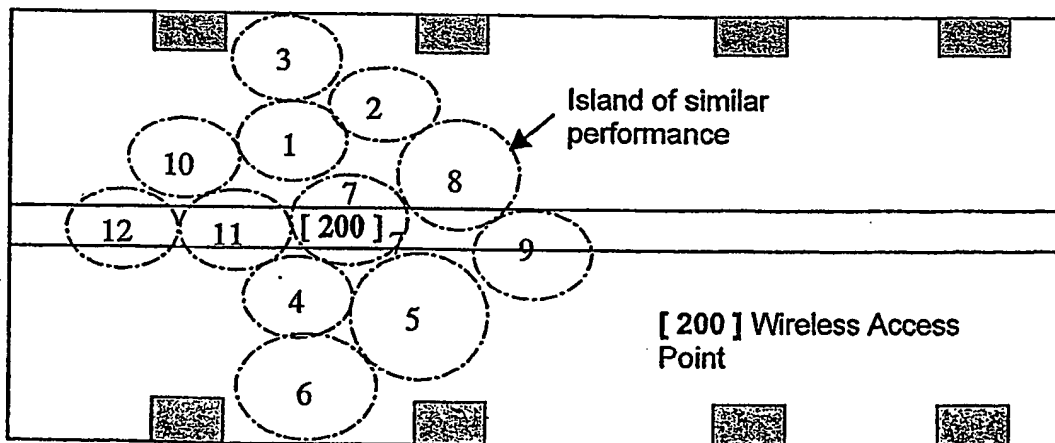 3
2
Island of similar
performance
1
10
8
7
12
11
[ 200 ]
9
4
5
[ 200 ] Wireless Access
Point
6